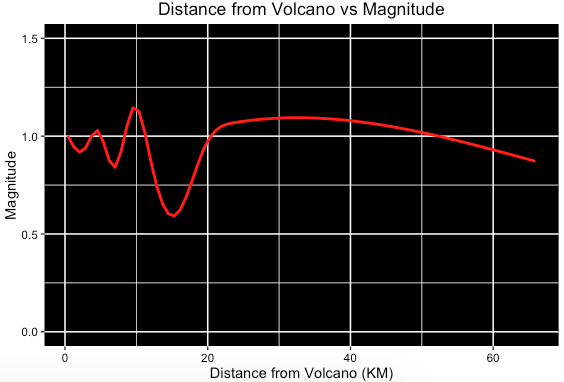 Distance from Volcano vs Magnitude
Magnitude
1.5
1.0
0.5
0.0
0 20 40 60
Distance from Volcano (KM)